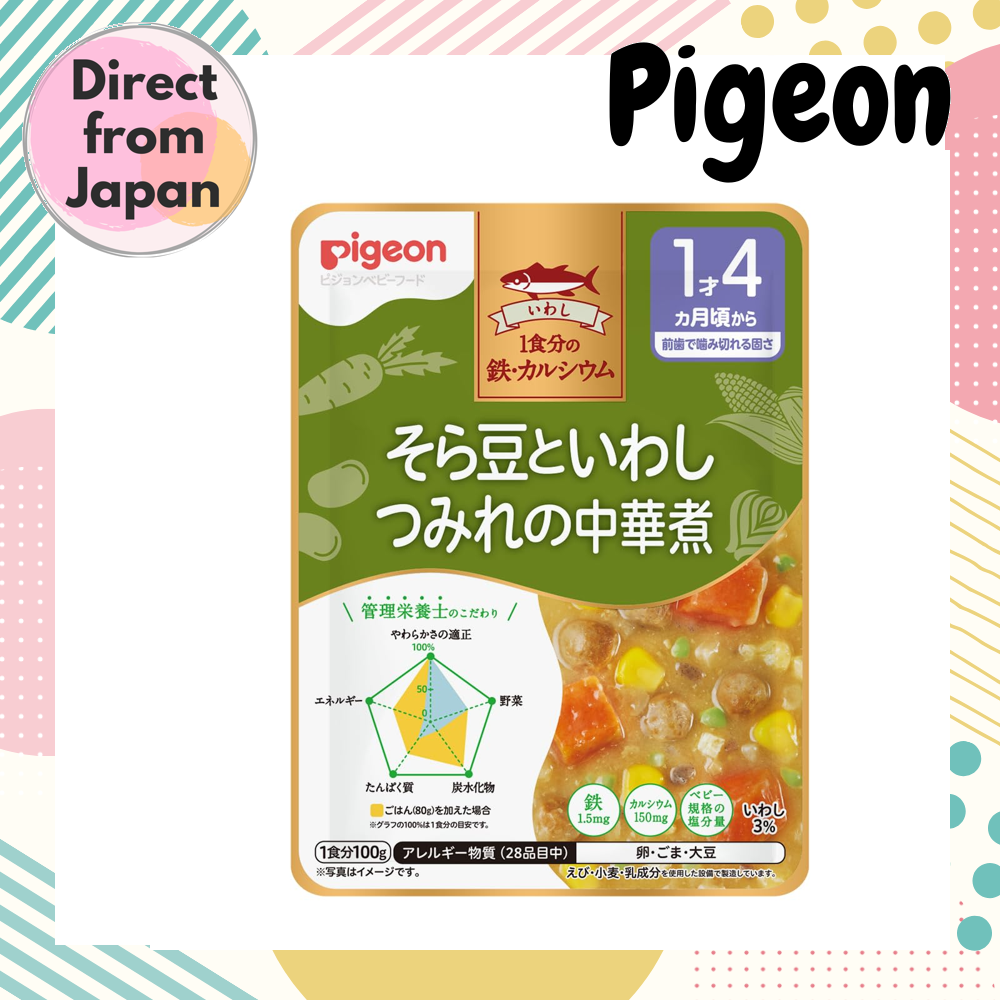 Direct
from
Japan
Pigeon
pigeon
ピジョンベビーフード
いわし
1食分の
鉄・カルシウム
1才4
カ月頃から
前歯で噛み切れる固さ
そら豆といわし
つみれの中華煮
管理栄養士のこだわり
やわらかさの適正
100%
エネルギー
50
野菜
0
たんぱく質
炭水化物
ごはん(80g)を加えた場合
※グラフの100%は1食分の目安です。
鉄
1.5mg
カルシウム
150mg
ベビー
規格の
塩分量
いわし
3%
1食分100g
アレルギー物質(28品目中)
卵・ごま・大豆
※写真はイメージです。
えび・小麦・乳成分を使用した設備で製造しています。